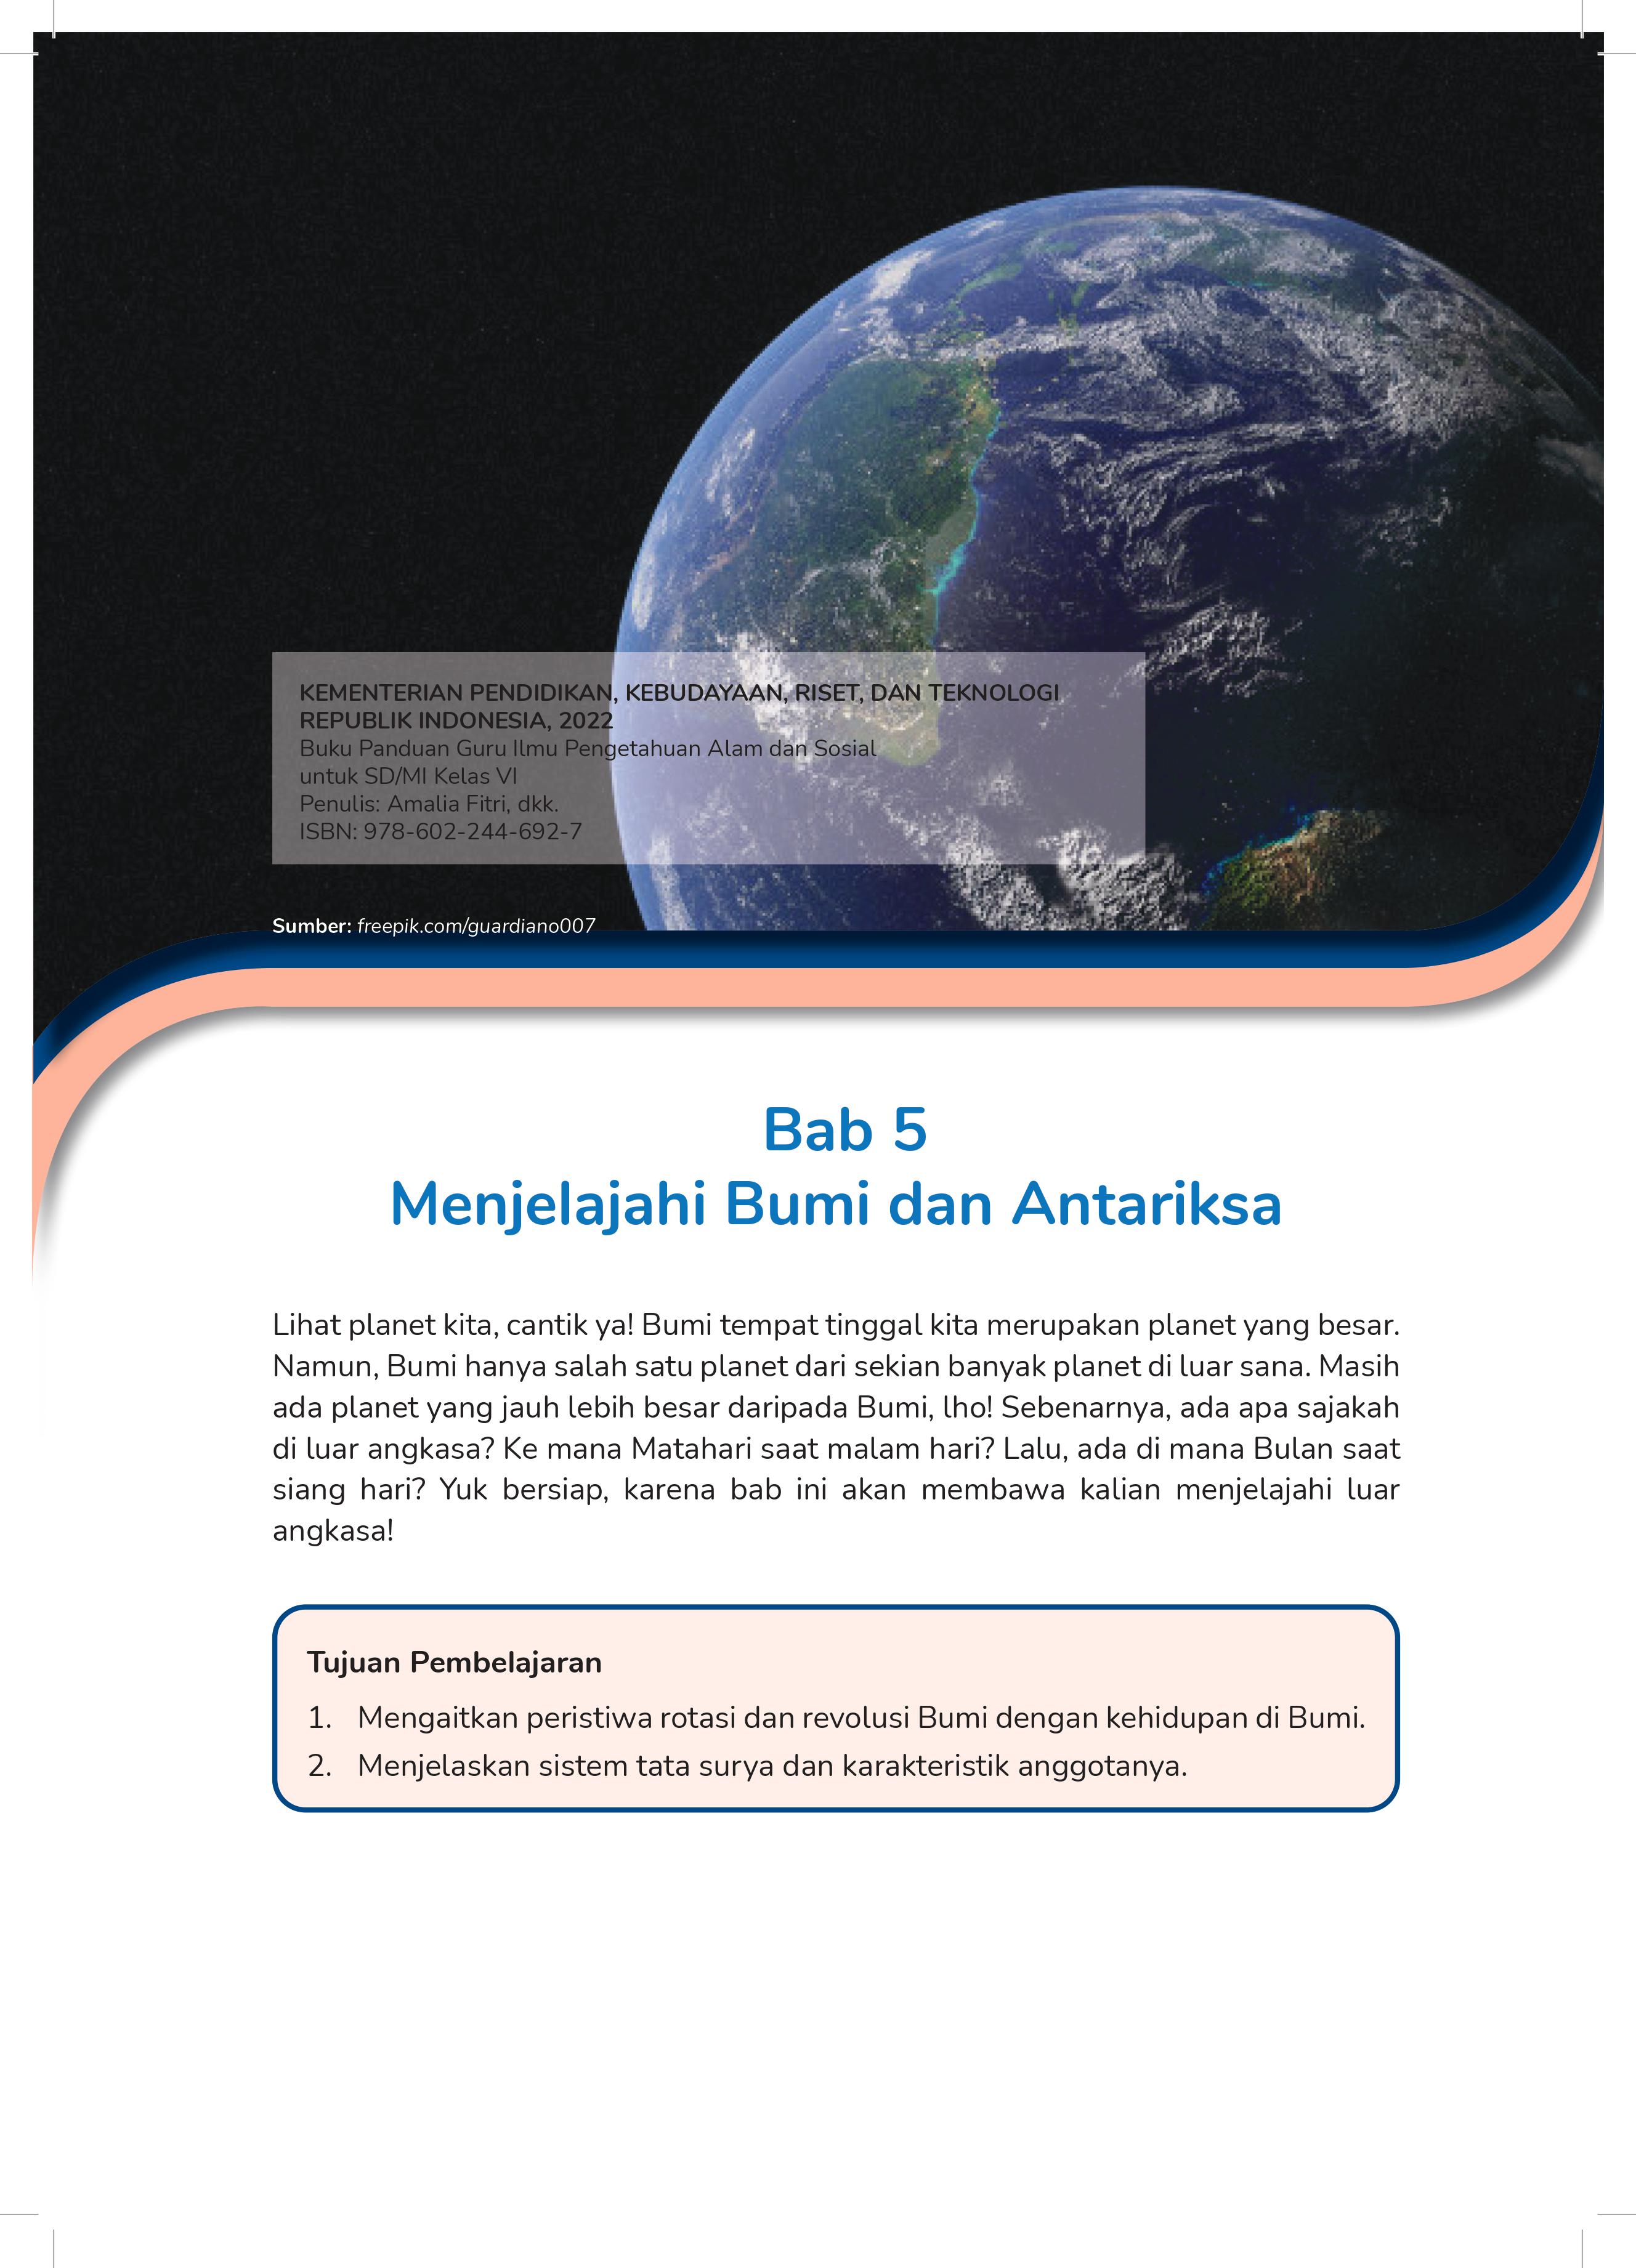 KEMENTERIAN PENDIDIKAN, KEBUDAYAAN, RISET, DAN TEKNOLOGI
REPUBLIK INDONESIA, 2022
Buku Panduan Guru Ilmu Pengetahuan Alam dan Sosial
untuk SD/MI Kelas VI
Penulis: Amalia Fitri, dkk.
ISBN: 978-602-244-692-7
Sumber: freepik.com/guardiano007
Bab 5
Menjelajahi Bumi dan Antariksa
Lihat planet kita, cantik ya! Bumi tempat tinggal kita merupakan planet yang besar.
Namun, Bumi hanya salah satu planet dari sekian banyak planet di luar sana. Masih
ada planet yang jauh lebih besar daripada Bumi, lho! Sebenarnya, ada apa sajakah
di luar angkasa? Ke mana Matahari saat malam hari? Lalu, ada di mana Bulan saat
siang hari? Yuk bersiap, karena bab ini akan membawa kalian menjelajahi luar
angkasa!
Tujuan Pembelajaran
1. Mengaitkan peristiwa rotasi dan revolusi Bumi dengan kehidupan di Bumi.
2. Menjelaskan sistem tata surya dan karakteristik anggotanya.